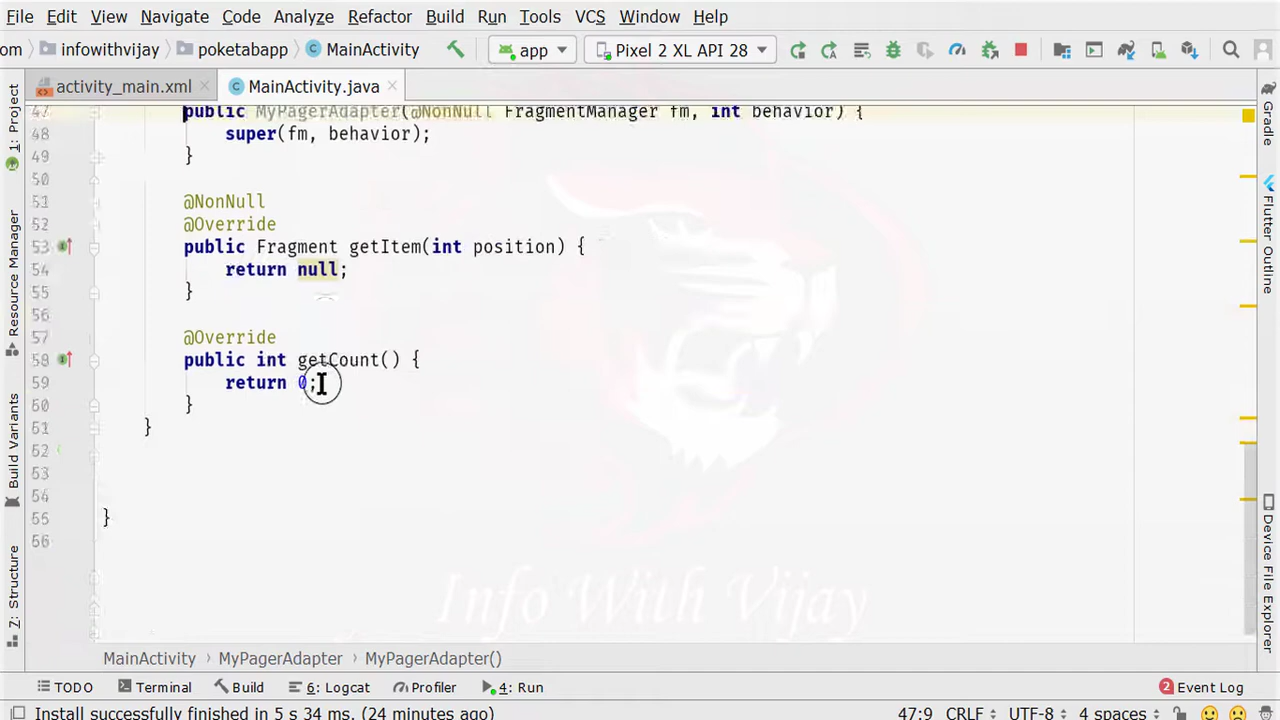 File Edit View Navigate Code Analyze Refactor Build Run Tools VCS Window Help
om infowithvijay poketabapp MainActivity app Pixel 2 XL API 28
activity_main.xml MainActivity.java
47 public MyPagerAdapter(@NonNull FragmentManager fm, int behavior) {
48 super(fm, behavior);
49 }
50
51 @NonNull
52 @Override
53 public Fragment getItem(int position) {
54 return null;
55 }
56
57 @Override
58 public int getCount() {
59 return 0;
60 }
61 }
52
53
54
55 }
56
Info With Vijay
MainActivity MyPagerAdapter MyPagerAdapter()
TODO Terminal Build 6: Logcat Profiler 4: Run 2 Event Log
Install successfully finished in 5 s 34 ms. (24 minutes ago) 47:9 CRLF UTF-8 4 spaces
1: Project
Resource Manager
Build Variants
7: Structure
Gradle
Flutter Outline
Device File Explorer